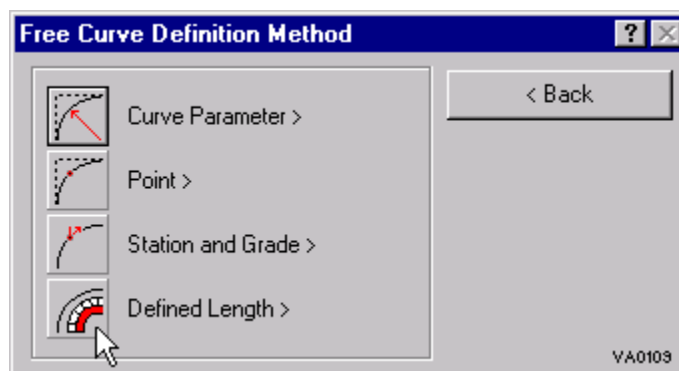 Free Curve Definition Method
?
Curve Parameter >
< Back
Point >
Station and Grade >
Defined Length >
VA0109